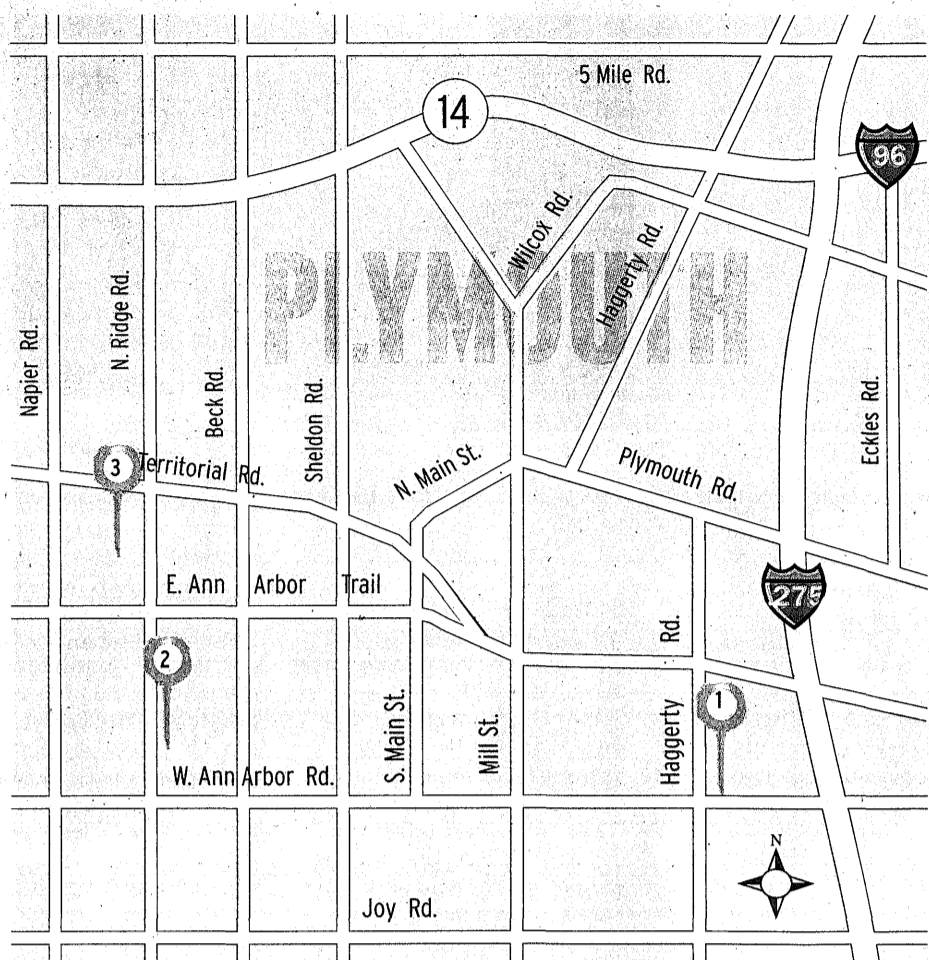 5 Mile Rd.
14
96
Wilcox Rd.
Haggerty Rd.
PLYMOUTH
N. Ridge Rd.
Napier Rd.
Beck Rd.
Sheldon Rd.
Eckles Rd.
3
Territorial Rd.
N. Main St.
Plymouth Rd.
E. Ann Arbor Trail
275
2
Haggerty Rd.
1
S. Main St.
Mill St.
W. Ann Arbor Rd.
N
Joy Rd.